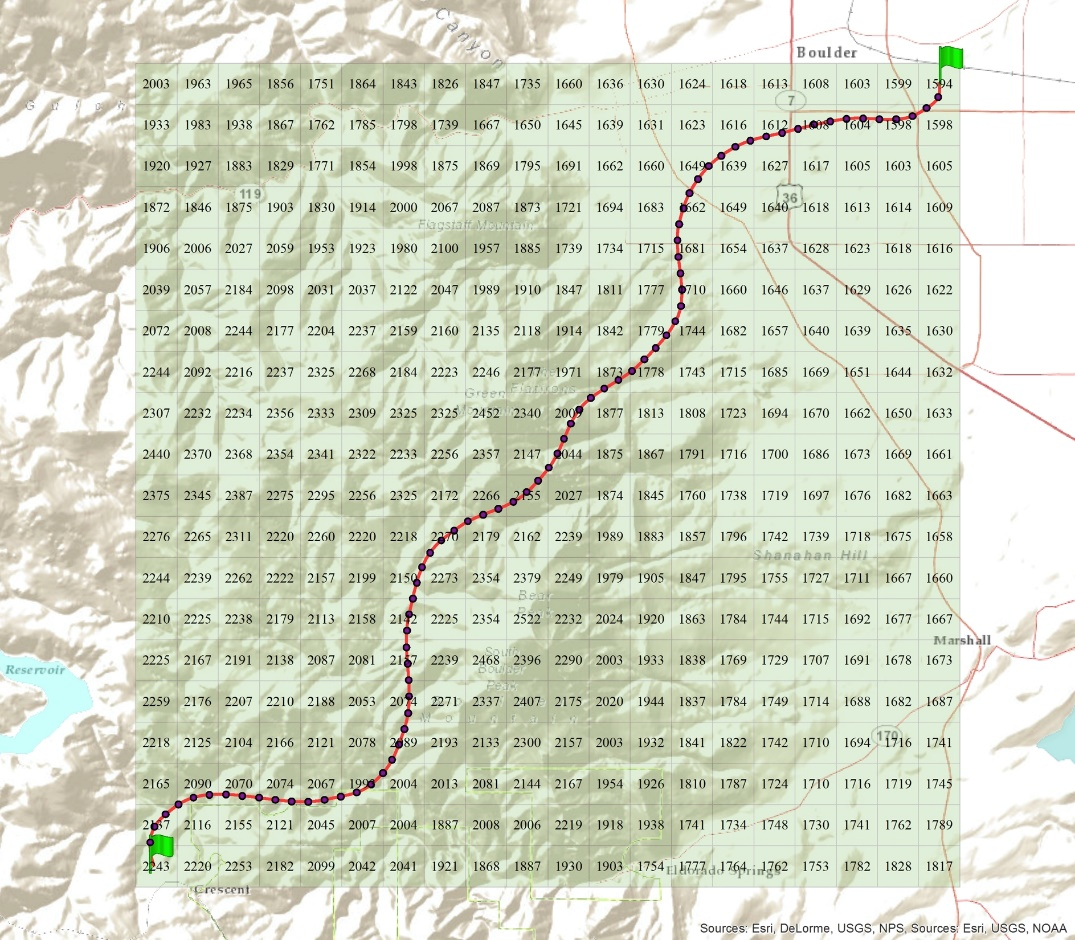 Canyon
Boulder
Gulch
2003 1963 1965 1856 1751 1864 1843 1826 1847 1735 1660 1636 1630 1624 1618 1613 1608 1603 1599 1594
7
1933 1983 1938 1867 1762 1785 1798 1739 1667 1650 1645 1639 1631 1623 1616 1612 1608 1604 1598 1598
1920 1927 1883 1829 1771 1854 1998 1875 1869 1795 1691 1662 1660 1649 1639 1627 1617 1605 1603 1605
119
36
1872 1846 1875 1903 1830 1914 2000 2067 2087 1873 1721 1694 1683 1662 1649 1640 1618 1613 1614 1609
Flagstaff Mountain
1906 2006 2027 2059 1953 1923 1980 2100 1957 1885 1739 1734 1715 1681 1654 1637 1628 1623 1618 1616
2039 2057 2184 2098 2031 2037 2122 2047 1989 1910 1847 1811 1777 1710 1660 1646 1637 1629 1626 1622
2072 2008 2244 2177 2204 2237 2159 2160 2135 2118 1914 1842 1779 1744 1682 1657 1640 1639 1635 1630
2244 2092 2216 2237 2325 2268 2184 2223 2246 2177 1971 1873 1778 1743 1715 1685 1669 1651 1644 1632
Green
Flatirons
2307 2232 2234 2356 2333 2309 2325 2325 2452 2340 2009 1877 1813 1808 1723 1694 1670 1662 1650 1633
2440 2370 2368 2354 2341 2322 2233 2256 2357 2147 2044 1875 1867 1791 1716 1700 1686 1673 1669 1661
2375 2345 2387 2275 2295 2256 2325 2172 2266 2155 2027 1874 1845 1760 1738 1719 1697 1676 1682 1663
2276 2265 2311 2220 2260 2220 2218 2270 2179 2162 2239 1989 1883 1857 1796 1742 1739 1718 1675 1658
Shanahan Hill
2244 2239 2262 2222 2157 2199 2150 2273 2354 2379 2249 1979 1905 1847 1795 1755 1727 1711 1667 1660
Bear
Peak
2210 2225 2238 2179 2113 2158 2142 2225 2354 2522 2232 2024 1920 1863 1784 1744 1715 1692 1677 1667
Marshall
South
Boulder
Peak
2225 2167 2191 2138 2087 2081 2137 2239 2468 2396 2290 2003 1933 1838 1769 1729 1707 1691 1678 1673
Reservoir
2259 2176 2207 2210 2188 2053 2014 2271 2337 2407 2175 2020 1944 1837 1784 1749 1714 1688 1682 1687
170
2218 2125 2104 2166 2121 2078 2089 2193 2133 2300 2157 2003 1932 1841 1822 1742 1710 1694 1716 1741
2165 2090 2070 2074 2067 1998 2004 2013 2081 2144 2167 1954 1926 1810 1787 1724 1710 1716 1719 1745
2137 2116 2155 2121 2045 2007 2004 1887 2008 2006 2219 1918 1938 1741 1734 1748 1730 1741 1762 1789
2243 2220 2253 2182 2099 2042 2041 1921 1868 1887 1930 1903 1754 1777 1764 1762 1753 1782 1828 1817
Eldorado Springs
Crescent
Sources: Esri, DeLorme, USGS, NPS, Sources: Esri, USGS, NOAA